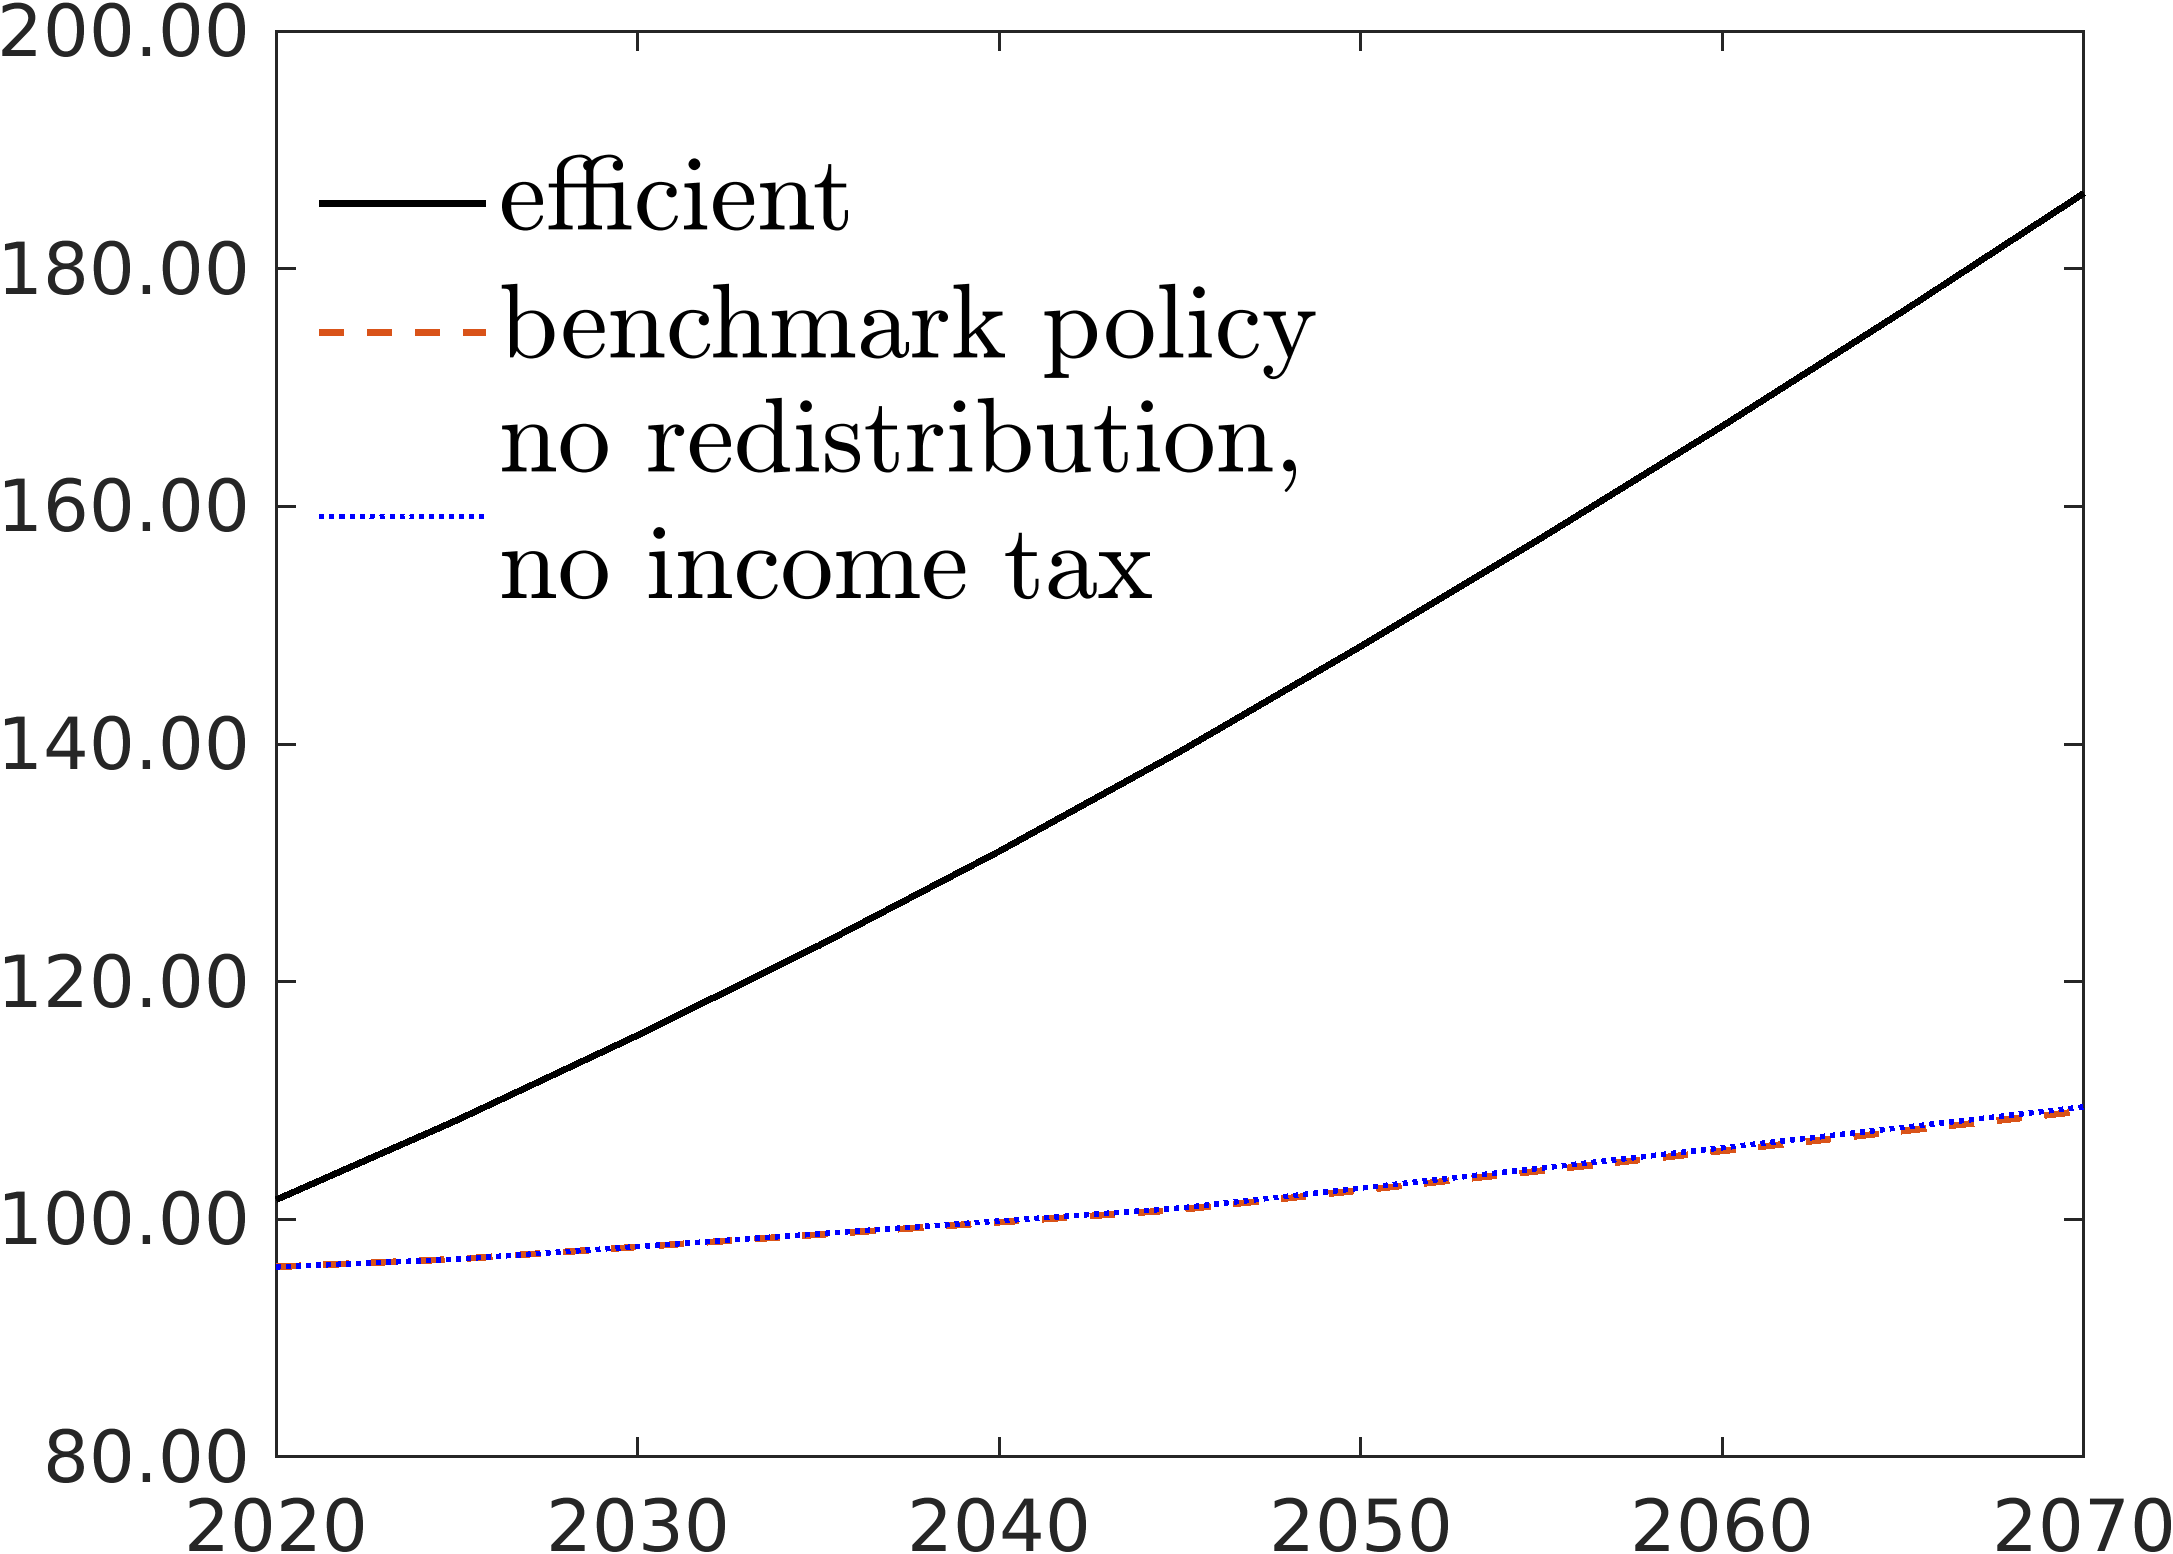 200.00
efficient
180.00
benchmark policy
no redistribution,
160.00
no income tax
140.00
120.00
100.00
80.00
2020 2030 2040 2050 2060 2070